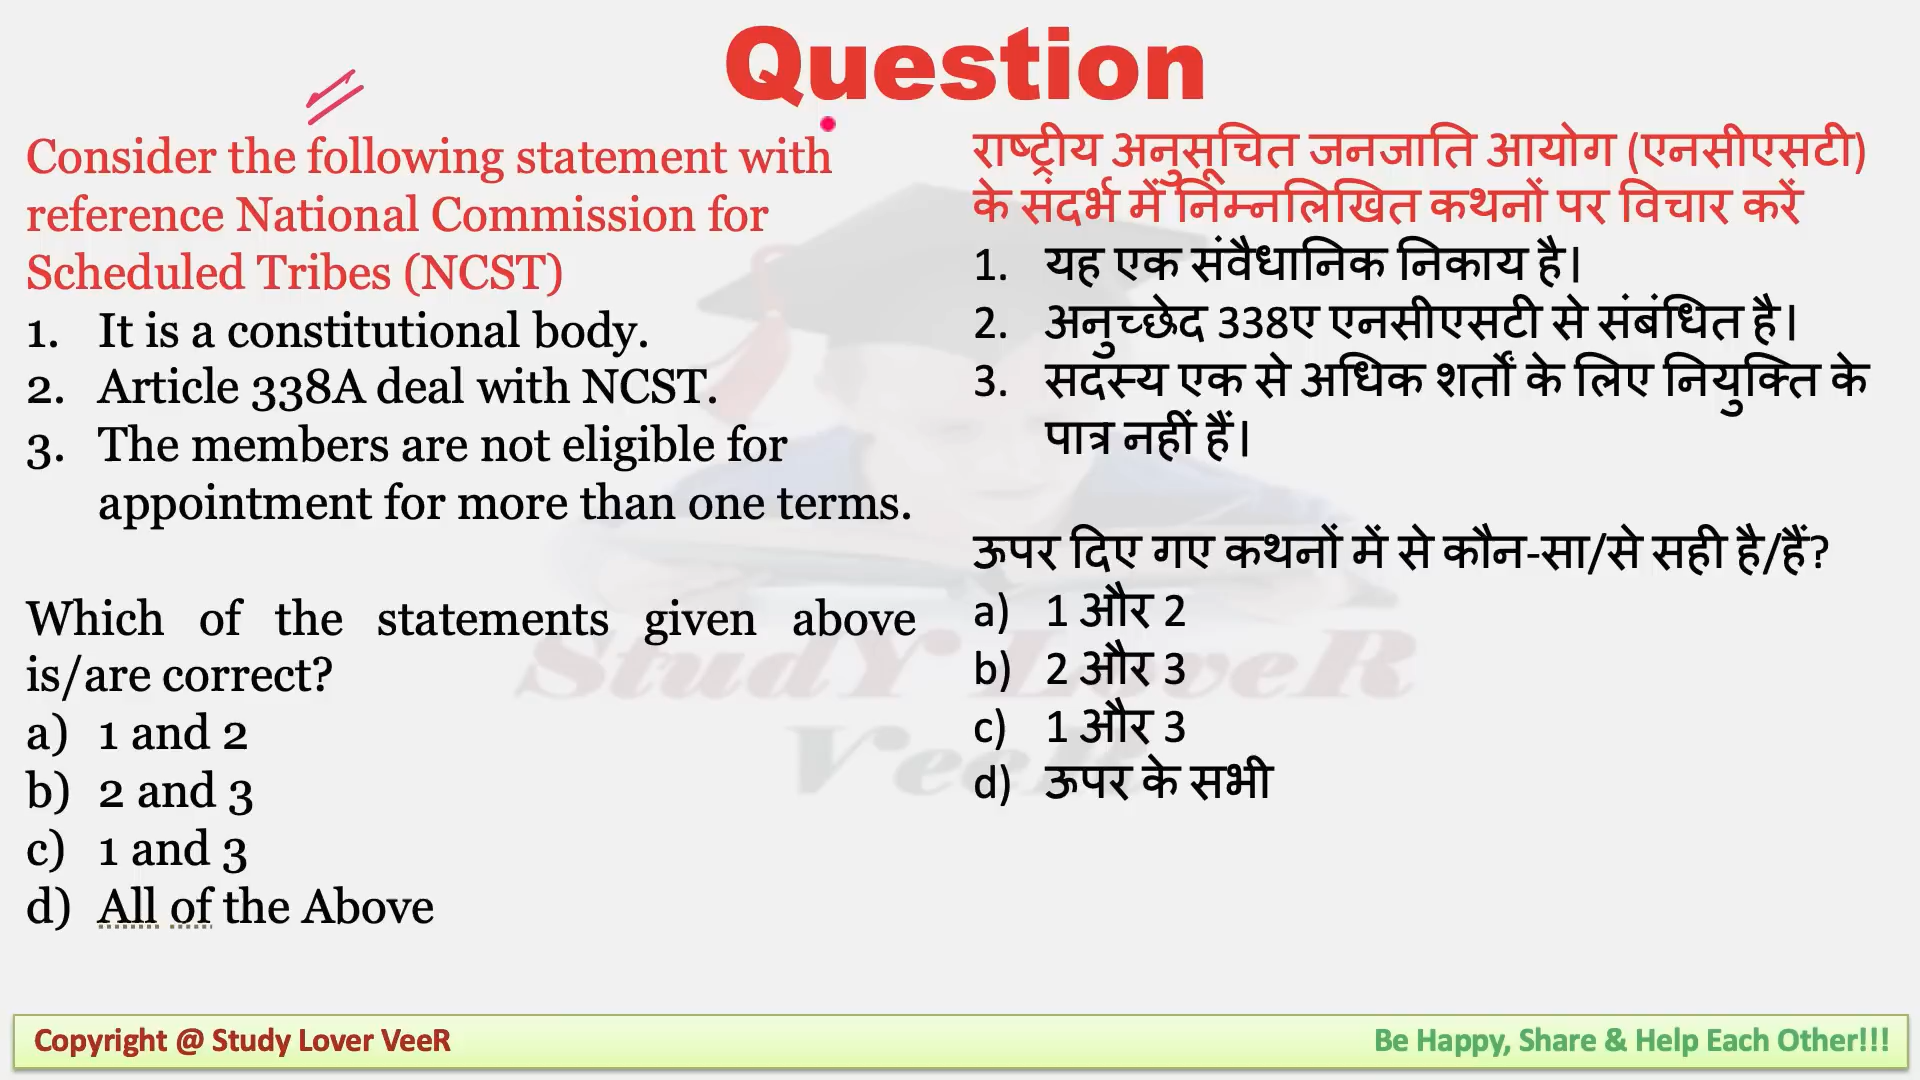 Question
Consider the following statement with
reference National Commission for
Scheduled Tribes (NCST)
1. It is a constitutional body.
2. Article 338A deal with NCST.
3. The members are not eligible for
appointment for more than one terms.
Which of the statements given above
is/are correct?
a) 1 and 2
b) 2 and 3
c) 1 and 3
d) All of the Above
राष्ट्रीय अनुसूचित जनजाति आयोग (एनसीएसटी)
के संदर्भ में निम्नलिखित कथनों पर विचार करें
1. यह एक संवैधानिक निकाय है।
2. अनुच्छेद 338ए एनसीएसटी से संबंधित है।
3. सदस्य एक से अधिक शर्तों के लिए नियुक्ति के
पात्र नहीं हैं।
ऊपर दिए गए कथनों में से कौन-सा/से सही है/हैं?
a) 1 और 2
b) 2 और 3
c) 1 और 3
d) ऊपर के सभी
StudY LoveR
VeeR
Copyright @ Study Lover VeeR
Be Happy, Share & Help Each Other!!!